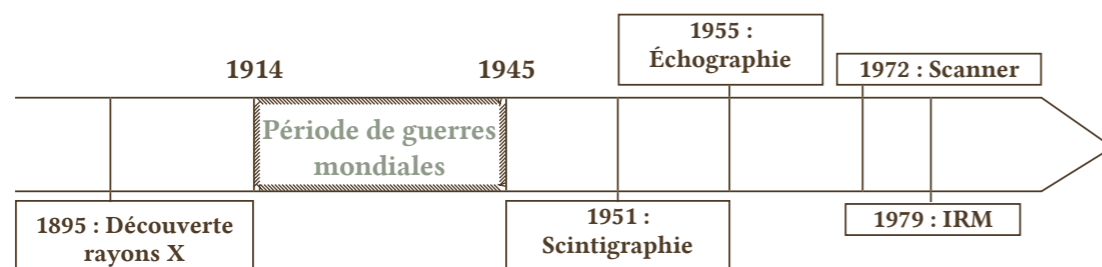 1955 :
Échographie
1972 : Scanner
1914
1945
Période de guerres
mondiales
1895 : Découverte
rayons X
1951 :
Scintigraphie
1979 : IRM